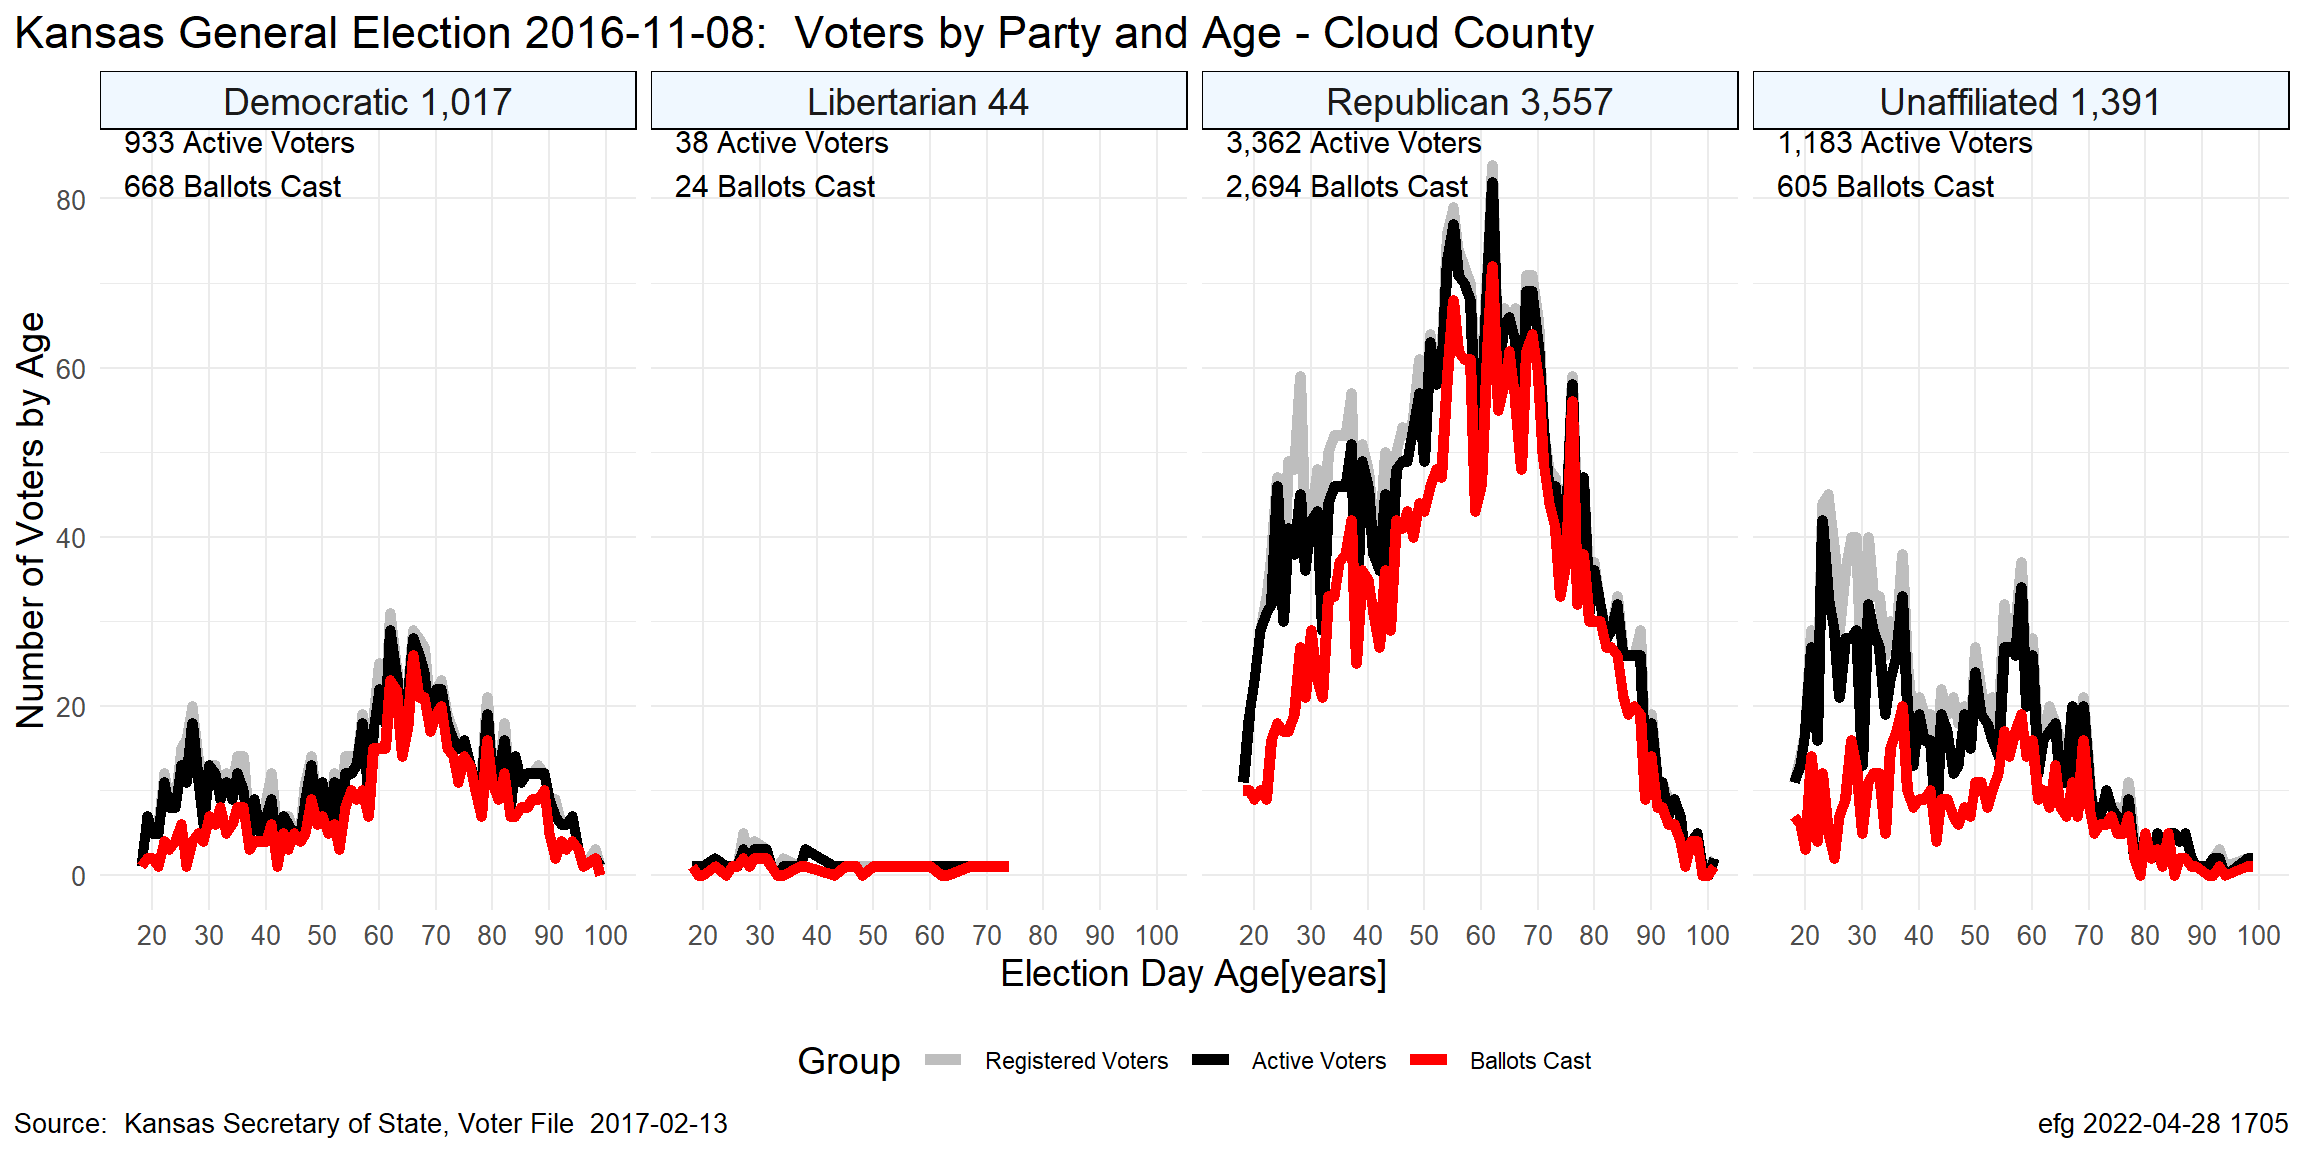 Kansas General Election 2016-11-08:  Voters by Party and Age - Cloud County
Democratic 1,017
Libertarian 44
Republican 3,557
Unaffiliated 1,391
933 Active Voters
668 Ballots Cast
38 Active Voters
24 Ballots Cast
3,362 Active Voters
2,694 Ballots Cast
1,183 Active Voters
605 Ballots Cast
Number of Voters by Age
80
60
40
20
0
20 30 40 50 60 70 80 90 100
20 30 40 50 60 70 80 90 100
20 30 40 50 60 70 80 90 100
20 30 40 50 60 70 80 90 100
Election Day Age[years]
Group Registered Voters Active Voters Ballots Cast
Source:  Kansas Secretary of State, Voter File  2017-02-13
efg 2022-04-28 1705